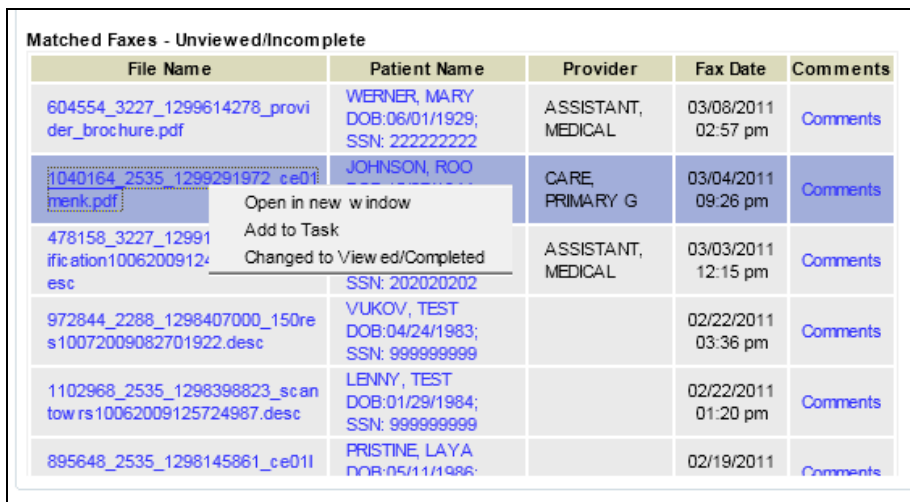 Matched Faxes - Unviewed/Incomplete
File Name Patient Name Provider Fax Date Comments
604554_3227_1299614278_provi
der_brochure.pdf
WERNER, MARY
DOB:06/01/1929;
SSN: 222222222
ASSISTANT,
MEDICAL
03/08/2011
02:57 pm
Comments
1040164_2535_1299291972_ce01
menk.pdf
JOHNSON, ROO
CARE,
PRIMARY G
03/04/2011
09:26 pm
Comments
Open in new window
Add to Task
Changed to Viewed/Completed
478158_3227_12991
ification10062009124
esc
SSN: 202020202
ASSISTANT,
MEDICAL
03/03/2011
12:15 pm
Comments
972844_2288_1298407000_150re
s10072009082701922.desc
VUKOV, TEST
DOB:04/24/1983;
SSN: 999999999
02/22/2011
03:36 pm
1102968_2535_1298398823_scan
towrs10062009125724987.desc
LENNY, TEST
DOB:01/29/1984;
SSN: 999999999
02/22/2011
01:20 pm
Comments
895648_2535_1298145861_ce01l
PRISTINE, LAYA
DOB:05/11/1986;
02/19/2011
Comments